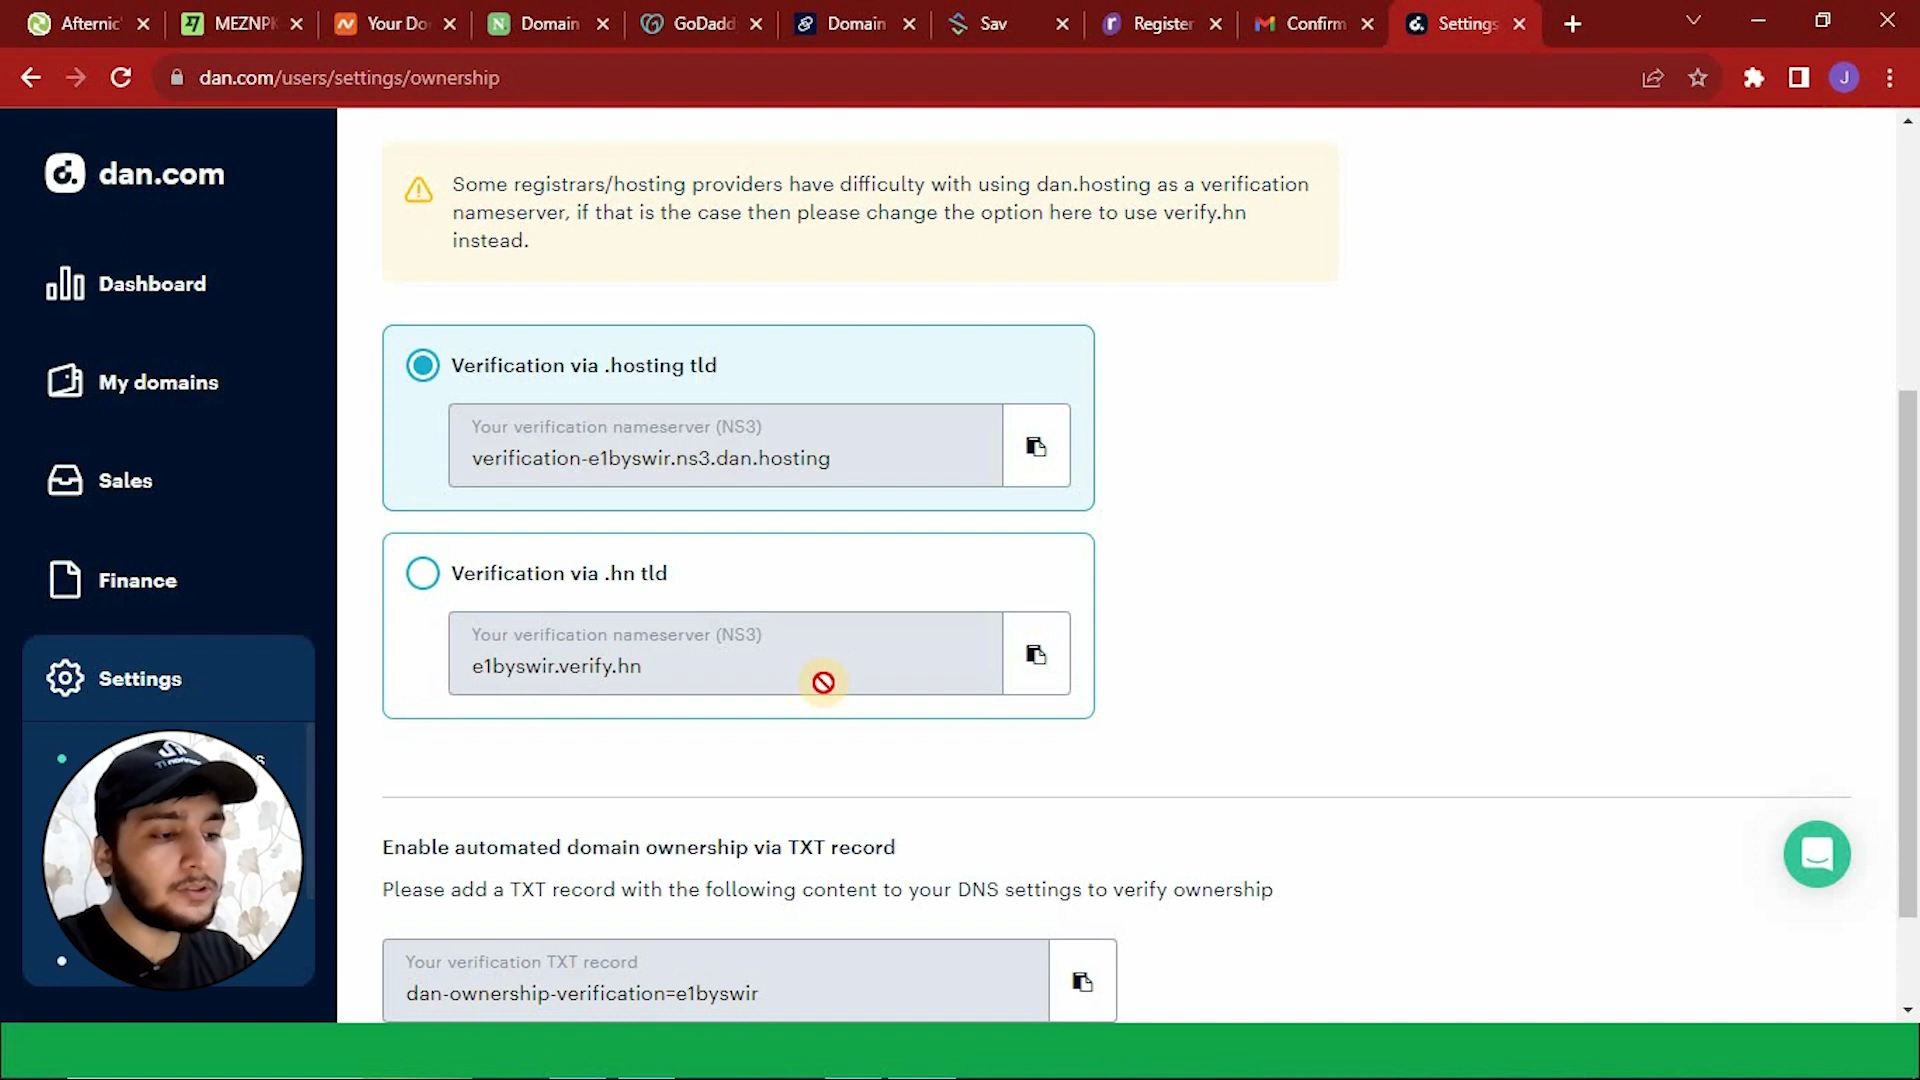 Afternic
MEZNPK
Your Do
Domain
GoDadd
Domain
Sav
Register
Confirm
Settings
dan.com/users/settings/ownership
J
dan.com
Dashboard
My domains
Sales
Finance
Settings
Some registrars/hosting providers have difficulty with using dan.hosting as a verification
nameserver, if that is the case then please change the option here to use verify.hn
instead.
Verification via .hosting tld
Your verification nameserver (NS3)
verification-e1byswir.ns3.dan.hosting
Verification via .hn tld
Your verification nameserver (NS3)
e1byswir.verify.hn
Enable automated domain ownership via TXT record
Please add a TXT record with the following content to your DNS settings to verify ownership
Your verification TXT record
dan-ownership-verification=e1byswir